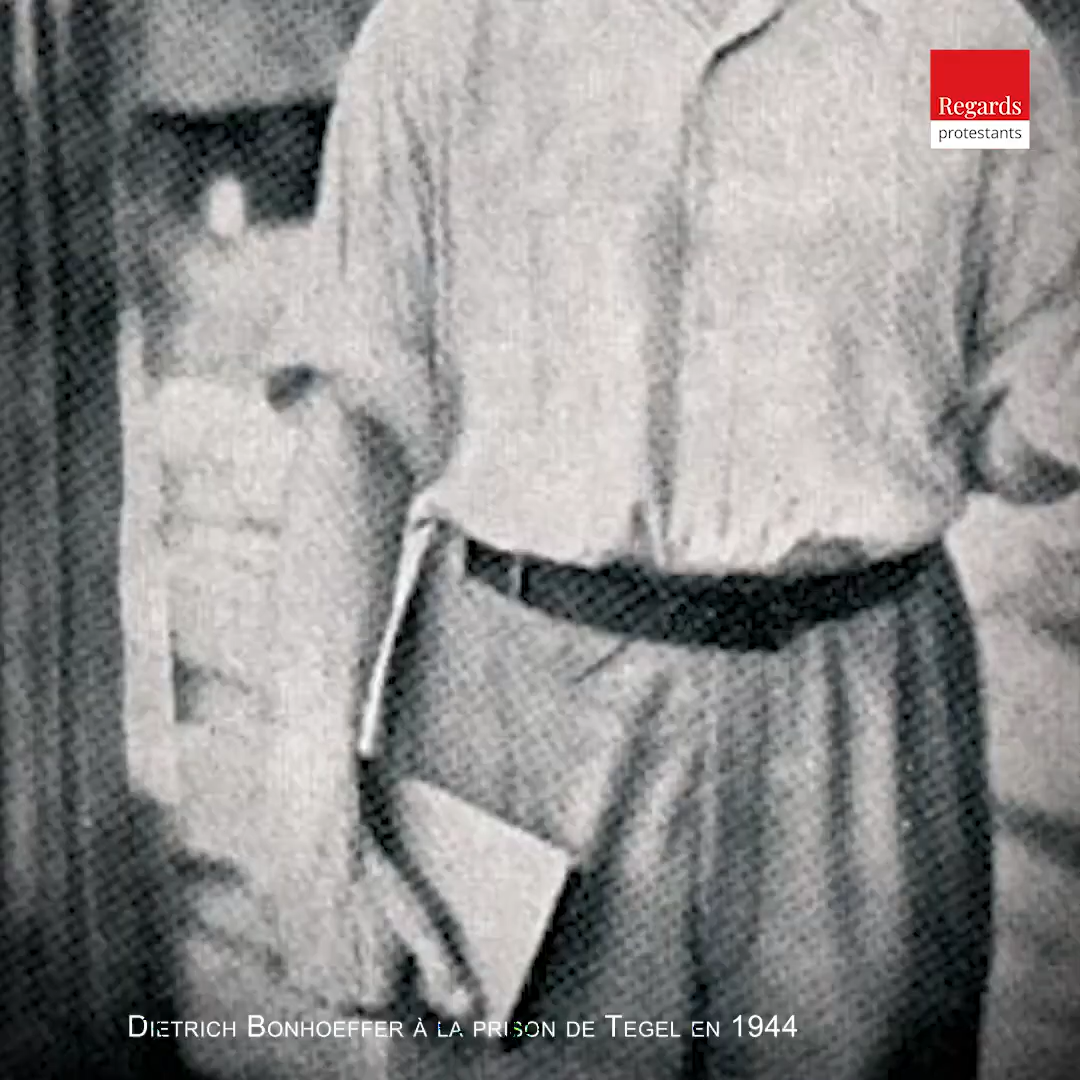 Regards
protestants
Dietrich Bonhoeffer à la prison de Tegel en 1944